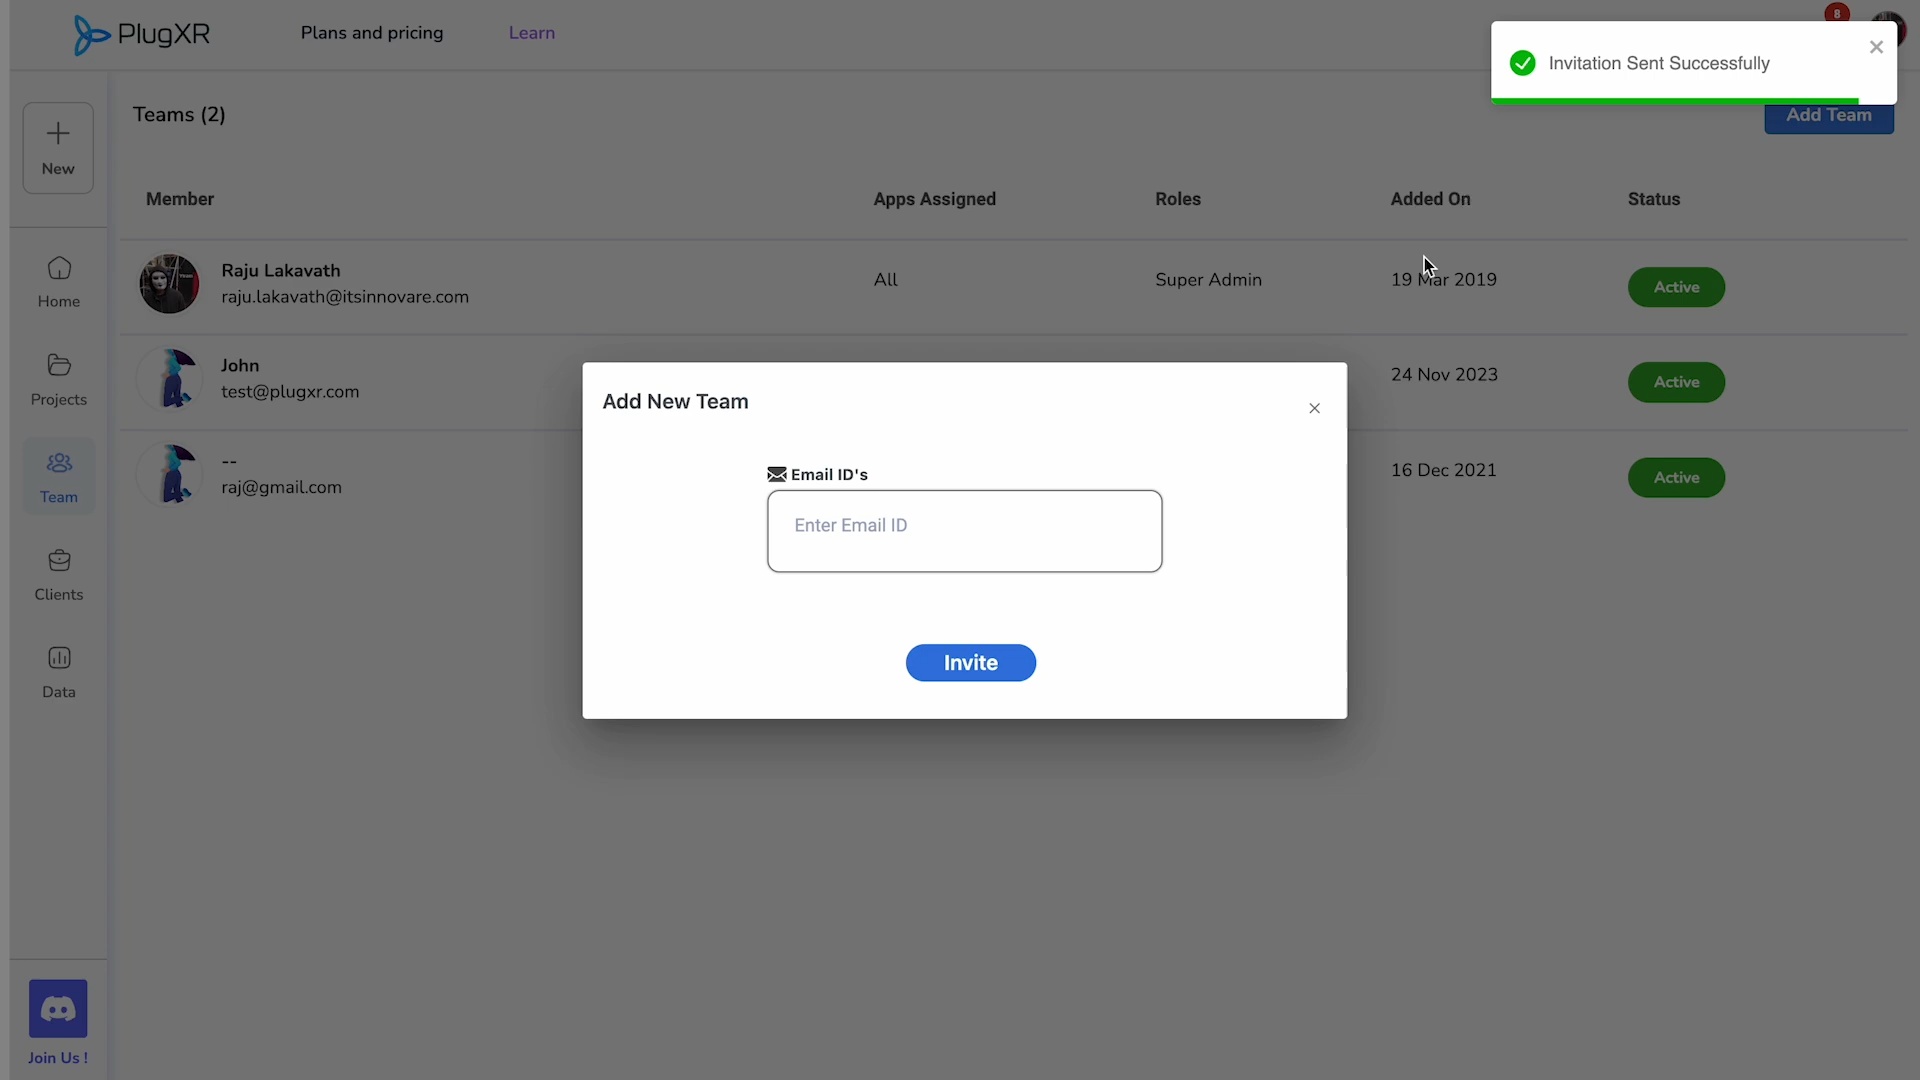 PlugXR
Plans and pricing
Learn
8
Invitation Sent Successfully
Teams (2)
Add Team
New
Member
Apps Assigned
Roles
Added On
Status
Raju Lakavath
raju.lakavath@itsinnovare.com
All
Super Admin
19 Mar 2019
Active
Home
John
test@plugxr.com
24 Nov 2023
Active
Projects
--
raj@gmail.com
16 Dec 2021
Active
Team
Clients
Data
Add New Team
Email ID's
Enter Email ID
Invite
Join Us !